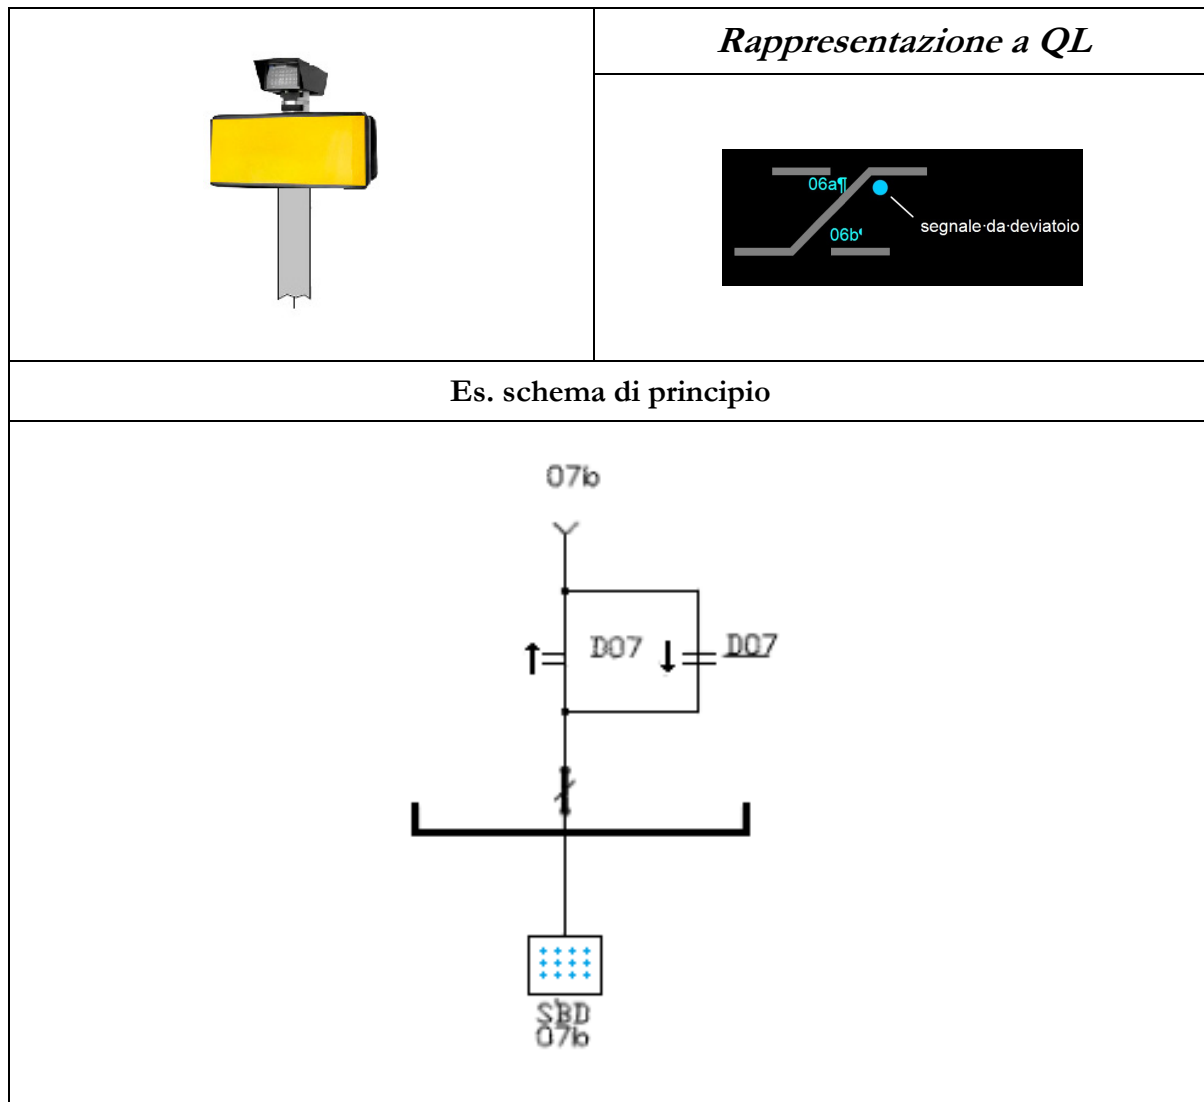 Rappresentazione a QL
06a¶
06b
segnale·da·deviatoio
Es. schema di principio
07b
D07
D07
SBD
07b